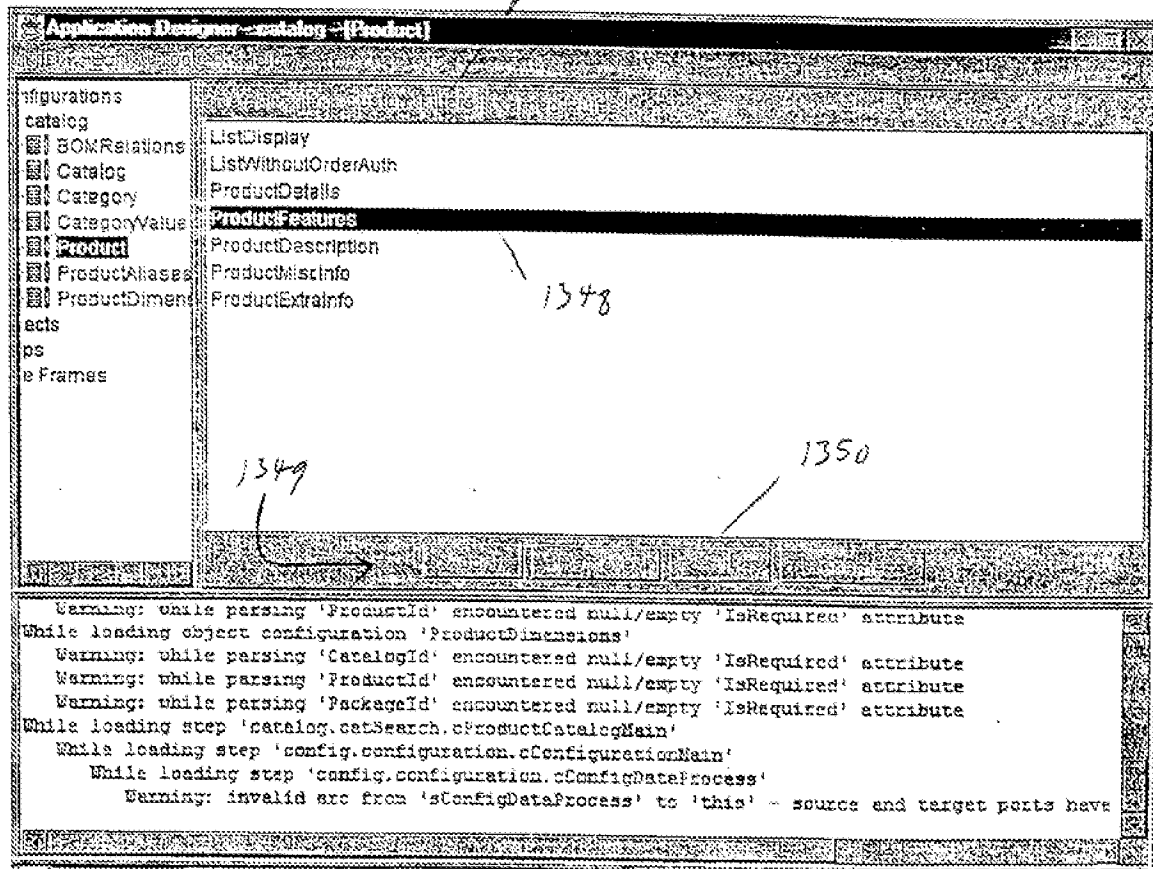 Application Designer - catalog - [Product]
nfigurations
catalog
BOMRelations
Catalog
Category
CategoryValue
Product
ProductAliases
ProductDimen
ects
ps
e Frames
ListDisplay
ListWithoutOrderAuth
ProductDetails
ProductFeatures
ProductDescription
ProductMiscInfo
ProductExtraInfo
1348
1349
1350
Warning: while parsing 'ProductId' encountered null/empty 'IsRequired' attribute
While loading object configuration 'ProductDimensions'
Warning: while parsing 'CatalogId' encountered null/empty 'IsRequired' attribute
Warning: while parsing 'ProductId' encountered null/empty 'IsRequired' attribute
Warning: while parsing 'PackageId' encountered null/empty 'IsRequired' attribute
While loading step 'catalog.catSearch.cProductCatalogMain'
While loading step 'config.configuration.cConfigurationMain'
While loading step 'config.configuration.cConfigDataProcess'
Warning: invalid arc from 'sConfigDataProcess' to 'this' - source and target ports have